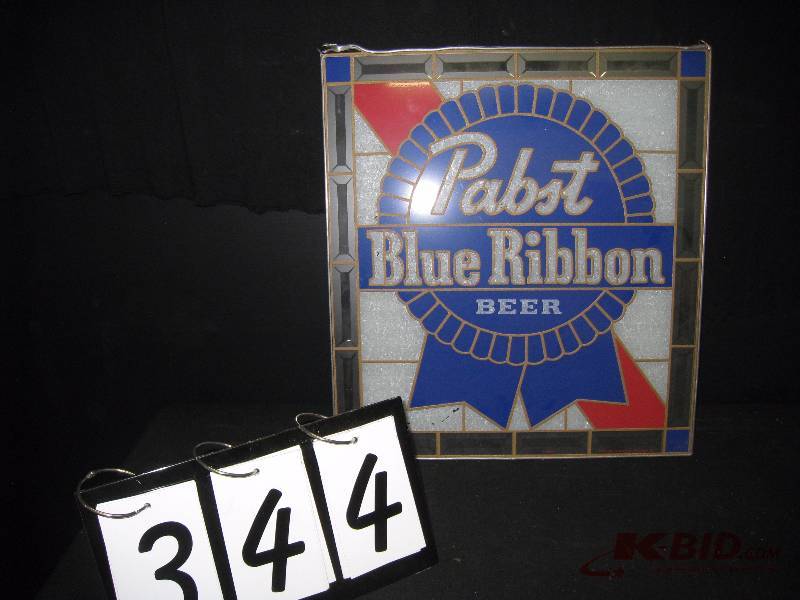 Pabst
Blue Ribbon
BEER
344
K-BID.COM